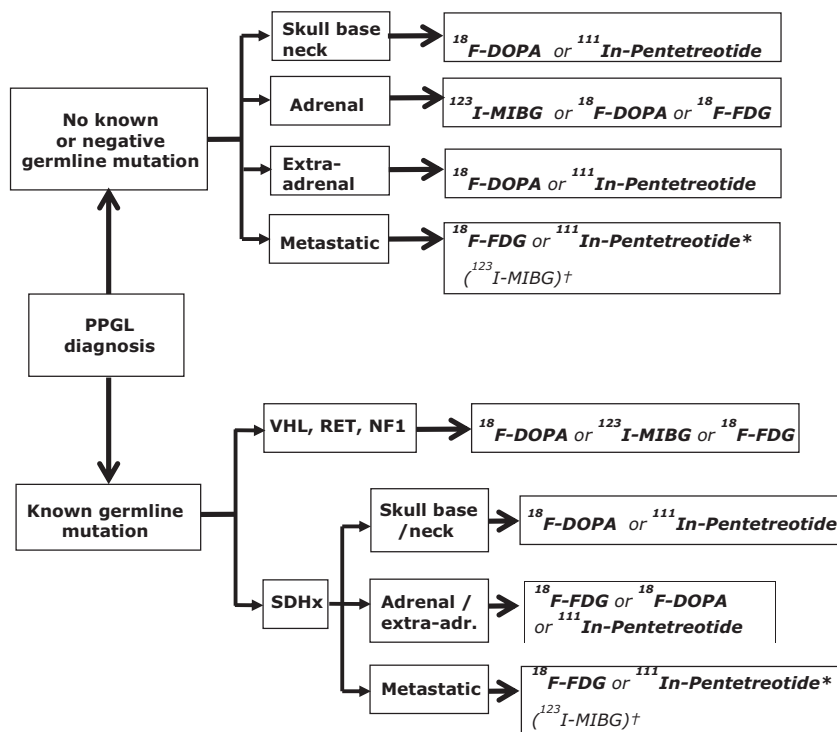 Skull base
neck
¹⁸F-DOPA or ¹¹¹In-Pentetreotide
No known
or negative
germline mutation
Adrenal
¹²³I-MIBG or ¹⁸F-DOPA or ¹⁸F-FDG
Extra-
adrenal
¹⁸F-DOPA or ¹¹¹In-Pentetreotide
Metastatic
¹⁸F-FDG or ¹¹¹In-Pentetreotide*
(¹²³I-MIBG)†
PPGL
diagnosis
Known germline
mutation
VHL, RET, NF1
¹⁸F-DOPA or ¹²³I-MIBG or ¹⁸F-FDG
SDHx
Skull base
/neck
¹⁸F-DOPA or ¹¹¹In-Pentetreotide
Adrenal /
extra-adr.
¹⁸F-FDG or ¹⁸F-DOPA
or ¹¹¹In-Pentetreotide
Metastatic
¹⁸F-FDG or ¹¹¹In-Pentetreotide*
(¹²³I-MIBG)†